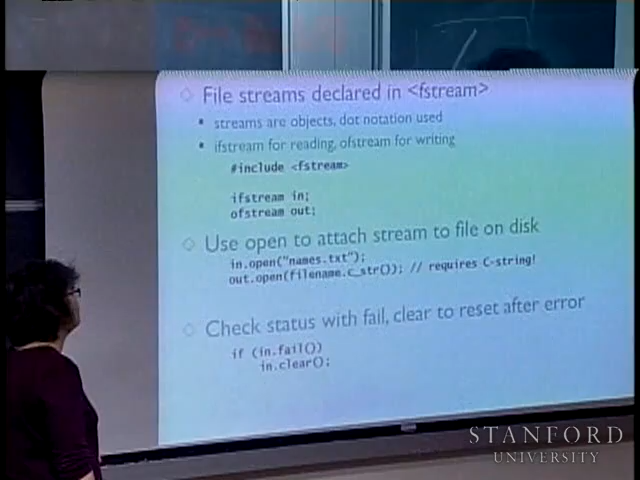 File streams declared in <fstream>
streams are objects, dot notation used
ifstream for reading, ofstream for writing
#include <fstream>
ifstream in;
ofstream out;
Use open to attach stream to file on disk
in.open("names.txt");
out.open(filename.c_str()); // requires C-string!
Check status with fail, clear to reset after error
if (in.fail())
in.clear();
STANFORD
UNIVERSITY